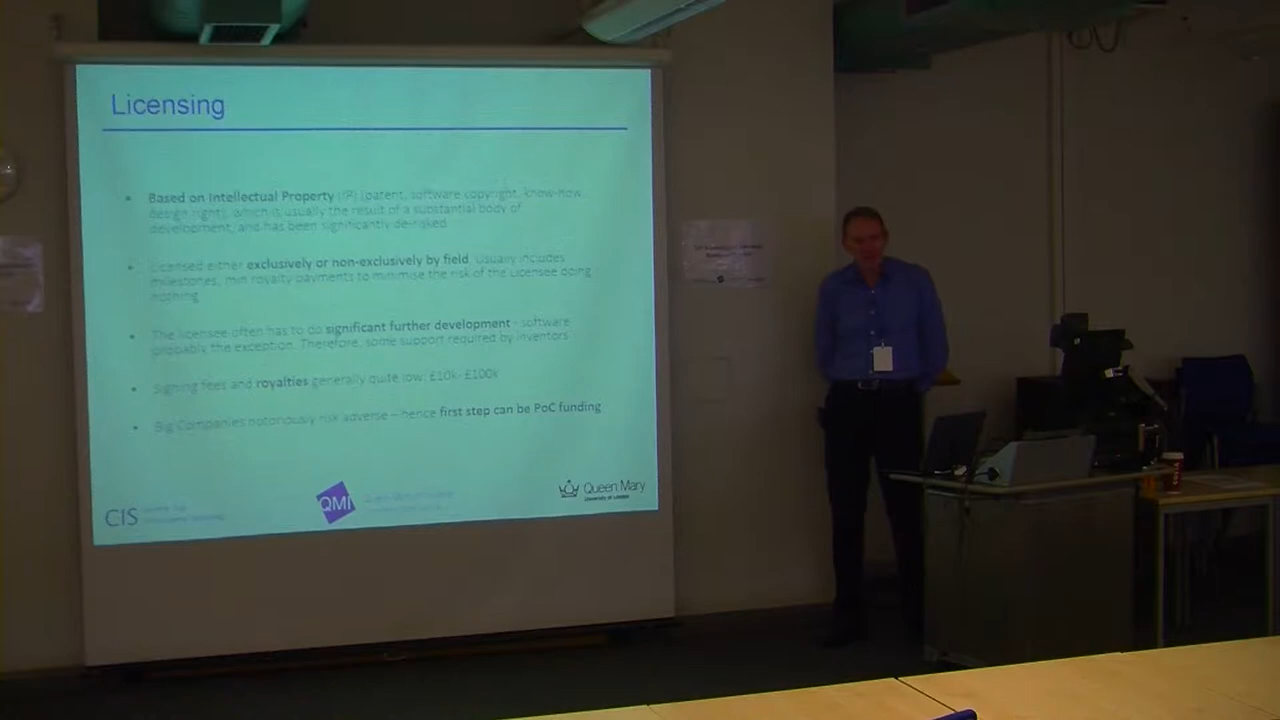 Licensing
Based on Intellectual Property (IP) (patent, software copyright, know-how,
design right), which is usually the result of a substantial body of
development, and has been significantly derisked
Licensed either exclusively or non-exclusively by field. Usually includes
milestones, min royalty payments to minimise the risk of the Licensee doing
nothing
The licensee often has to do significant further development - software
probably the exception. Therefore, some support required by inventors
Signing fees and royalties generally quite low: £10k- £100k
Big Companies notoriously risk adverse – hence first step can be PoC funding
CIS
QMI
Queen Mary
University of London